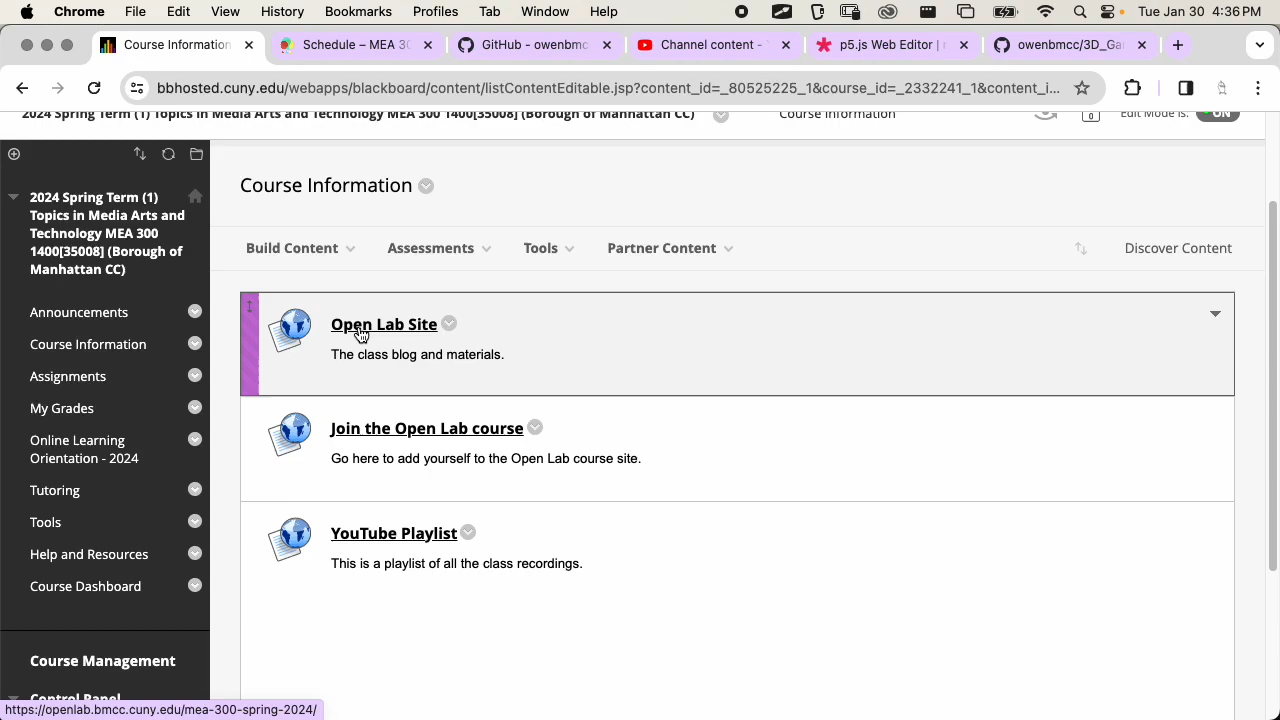 Chrome File Edit View History Bookmarks Profiles Tab Window Help Tue Jan 30 4:36 PM
Course Information Schedule – MEA 30 GitHub - owenbmc YouTube Channel content - p5.js Web Editor | owenbmcc/3D_Ga
bbhosted.cuny.edu/webapps/blackboard/content/listContentEditable.jsp?content_id=_80525225_1&course_id=_2332241_1&content_i...
2024 Spring Term (1) Topics in Media Arts and Technology MEA 300 1400[35008] (Borough of Manhattan CC) Course Information 0 Edit Mode is: ON
2024 Spring Term (1)
Topics in Media Arts and
Technology MEA 300
1400[35008] (Borough of
Manhattan CC)
Announcements
Course Information
Assignments
My Grades
Online Learning
Orientation - 2024
Tutoring
Tools
Help and Resources
Course Dashboard
Course Management
Control Panel
Course Information
Build Content Assessments Tools Partner Content Discover Content
Open Lab Site
The class blog and materials.
Join the Open Lab course
Go here to add yourself to the Open Lab course site.
YouTube Playlist
This is a playlist of all the class recordings.
https://openlab.bmcc.cuny.edu/mea-300-spring-2024/